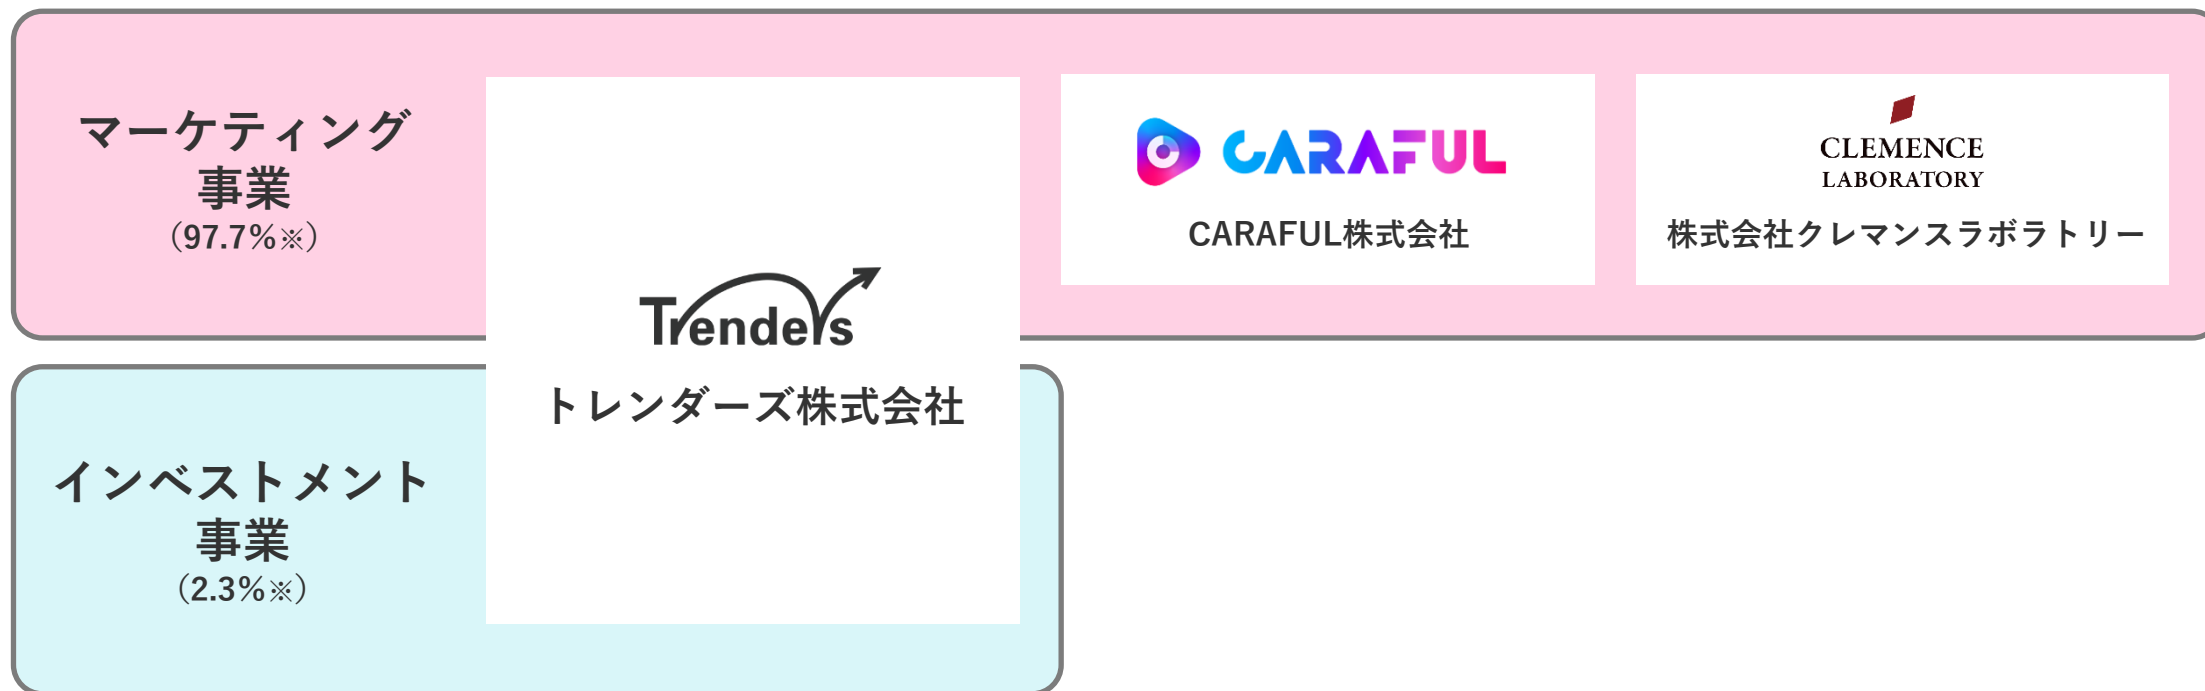 マーケティング
事業
（97.7%※）
Trenders
トレンダーズ株式会社
CARAFUL
CARAFUL株式会社
CLEMENCE
LABORATORY
株式会社クレマンスラボラトリー
インベストメント
事業
（2.3%※）